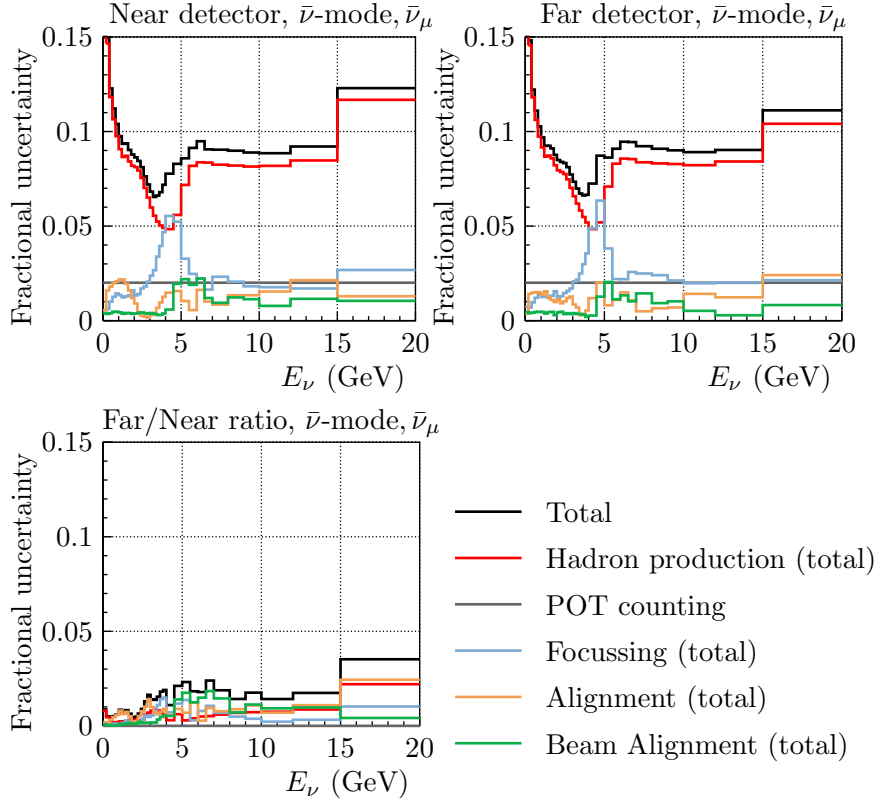 Near detector, ν̄-mode, ν̄_μ
Fractional uncertainty
0.15
0.1
0.05
0
0 5 10 15 20
E_ν (GeV)
Far detector, ν̄-mode, ν̄_μ
Fractional uncertainty
0.15
0.1
0.05
0
0 5 10 15 20
E_ν (GeV)
Far/Near ratio, ν̄-mode, ν̄_μ
Fractional uncertainty
0.15
0.1
0.05
0
0 5 10 15 20
E_ν (GeV)
Total
Hadron production (total)
POT counting
Focussing (total)
Alignment (total)
Beam Alignment (total)